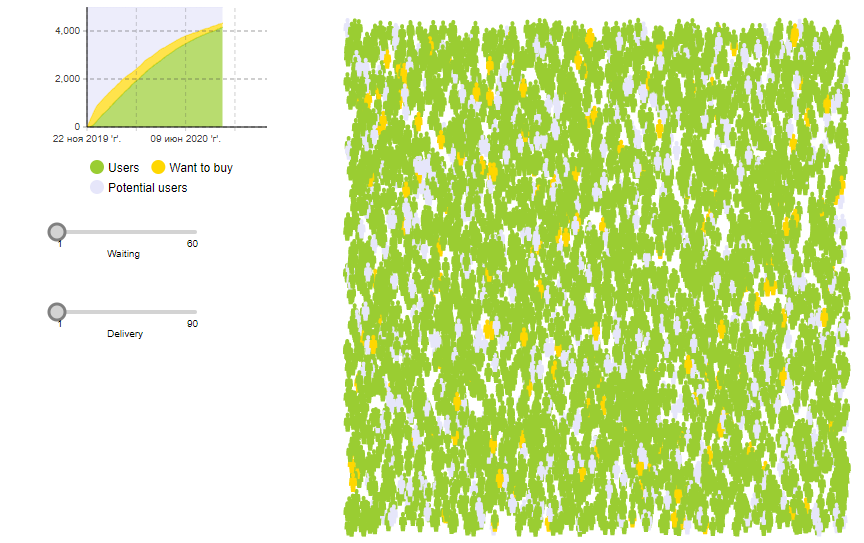 4,000
2,000
0
22 ноя 2019 'г'. 09 июн 2020 'г'.
Users Want to buy
Potential users
1 60
Waiting
1 90
Delivery